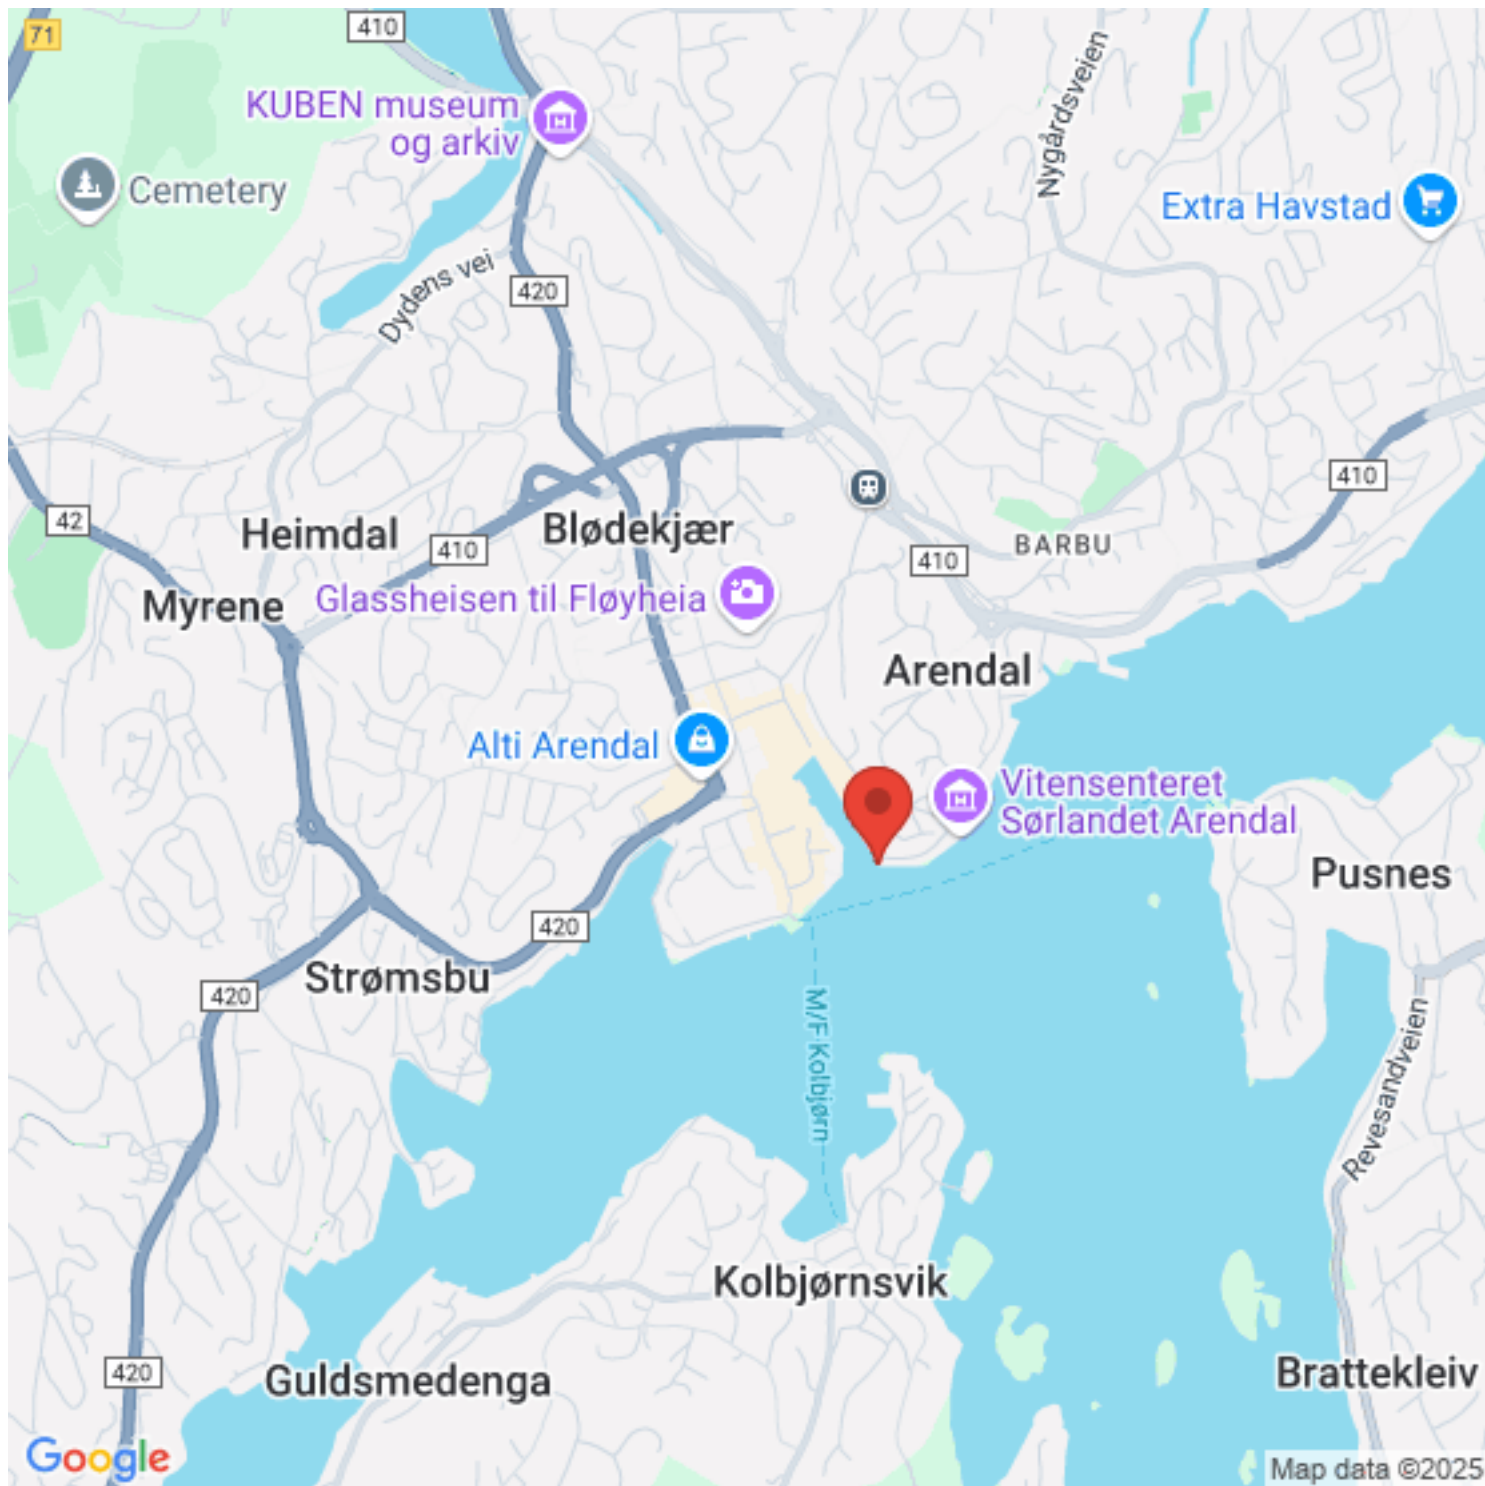 71
410
KUBEN museum
og arkiv
Nygårdsveien
Cemetery
Extra Havstad
Dydens vei
420
410
42
Heimdal
Blødekjær
410
410
BARBU
Myrene
Glassheisen til Fløyheia
Arendal
Alti Arendal
Vitensenteret
Sørlandet Arendal
Pusnes
420
Strømsbu
420
M/F Kolbjørn
Revesandveien
Kolbjørnsvik
420
Guldsmedenga
Brattekleiv
Google
Map data ©2025